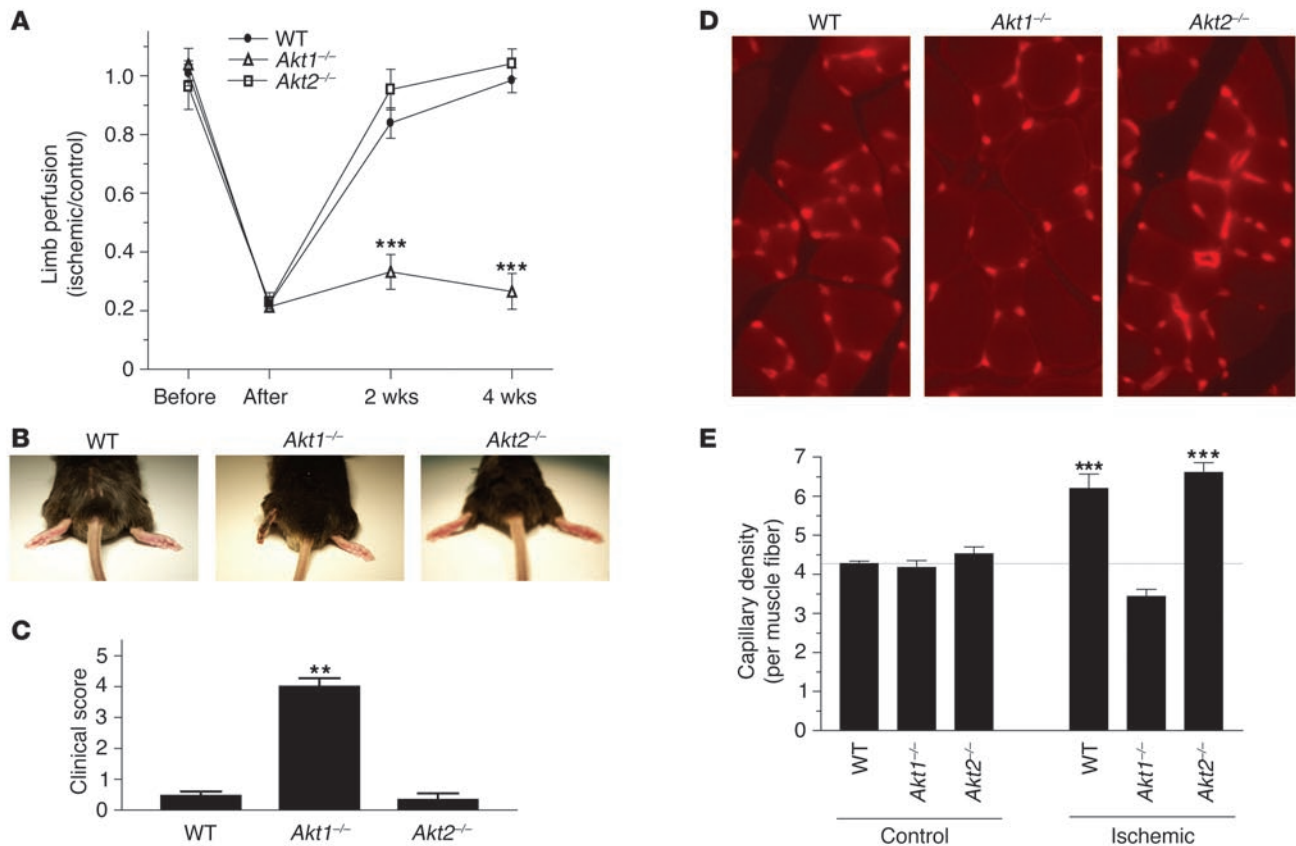 A
WT
Akt1–/–
Akt2–/–
Limb perfusion
(ischemic/control)
1.0
0.8
0.6
0.4
0.2
0
***
***
Before After 2 wks 4 wks
B
WT Akt1–/– Akt2–/–
C
Clinical score
5
4
3
2
1
0
**
WT Akt1–/– Akt2–/–
D
WT Akt1–/– Akt2–/–
E
Capillary density
(per muscle fiber)
7
6
5
4
3
2
1
0
***
***
WT Akt1–/– Akt2–/– WT Akt1–/– Akt2–/–
Control Ischemic